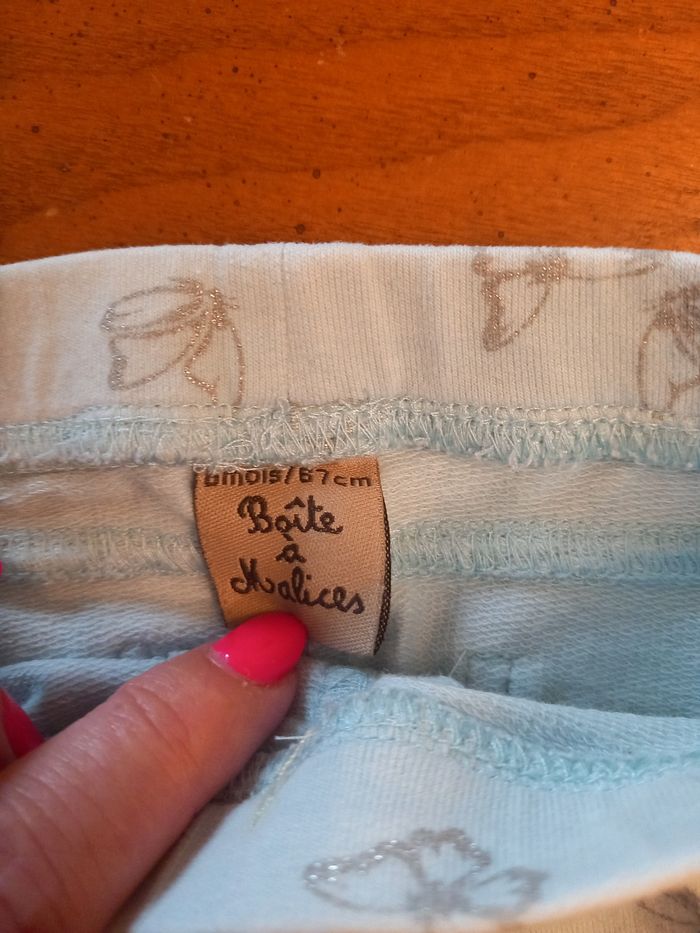 6mois/67cm
Boîte
à
Malices